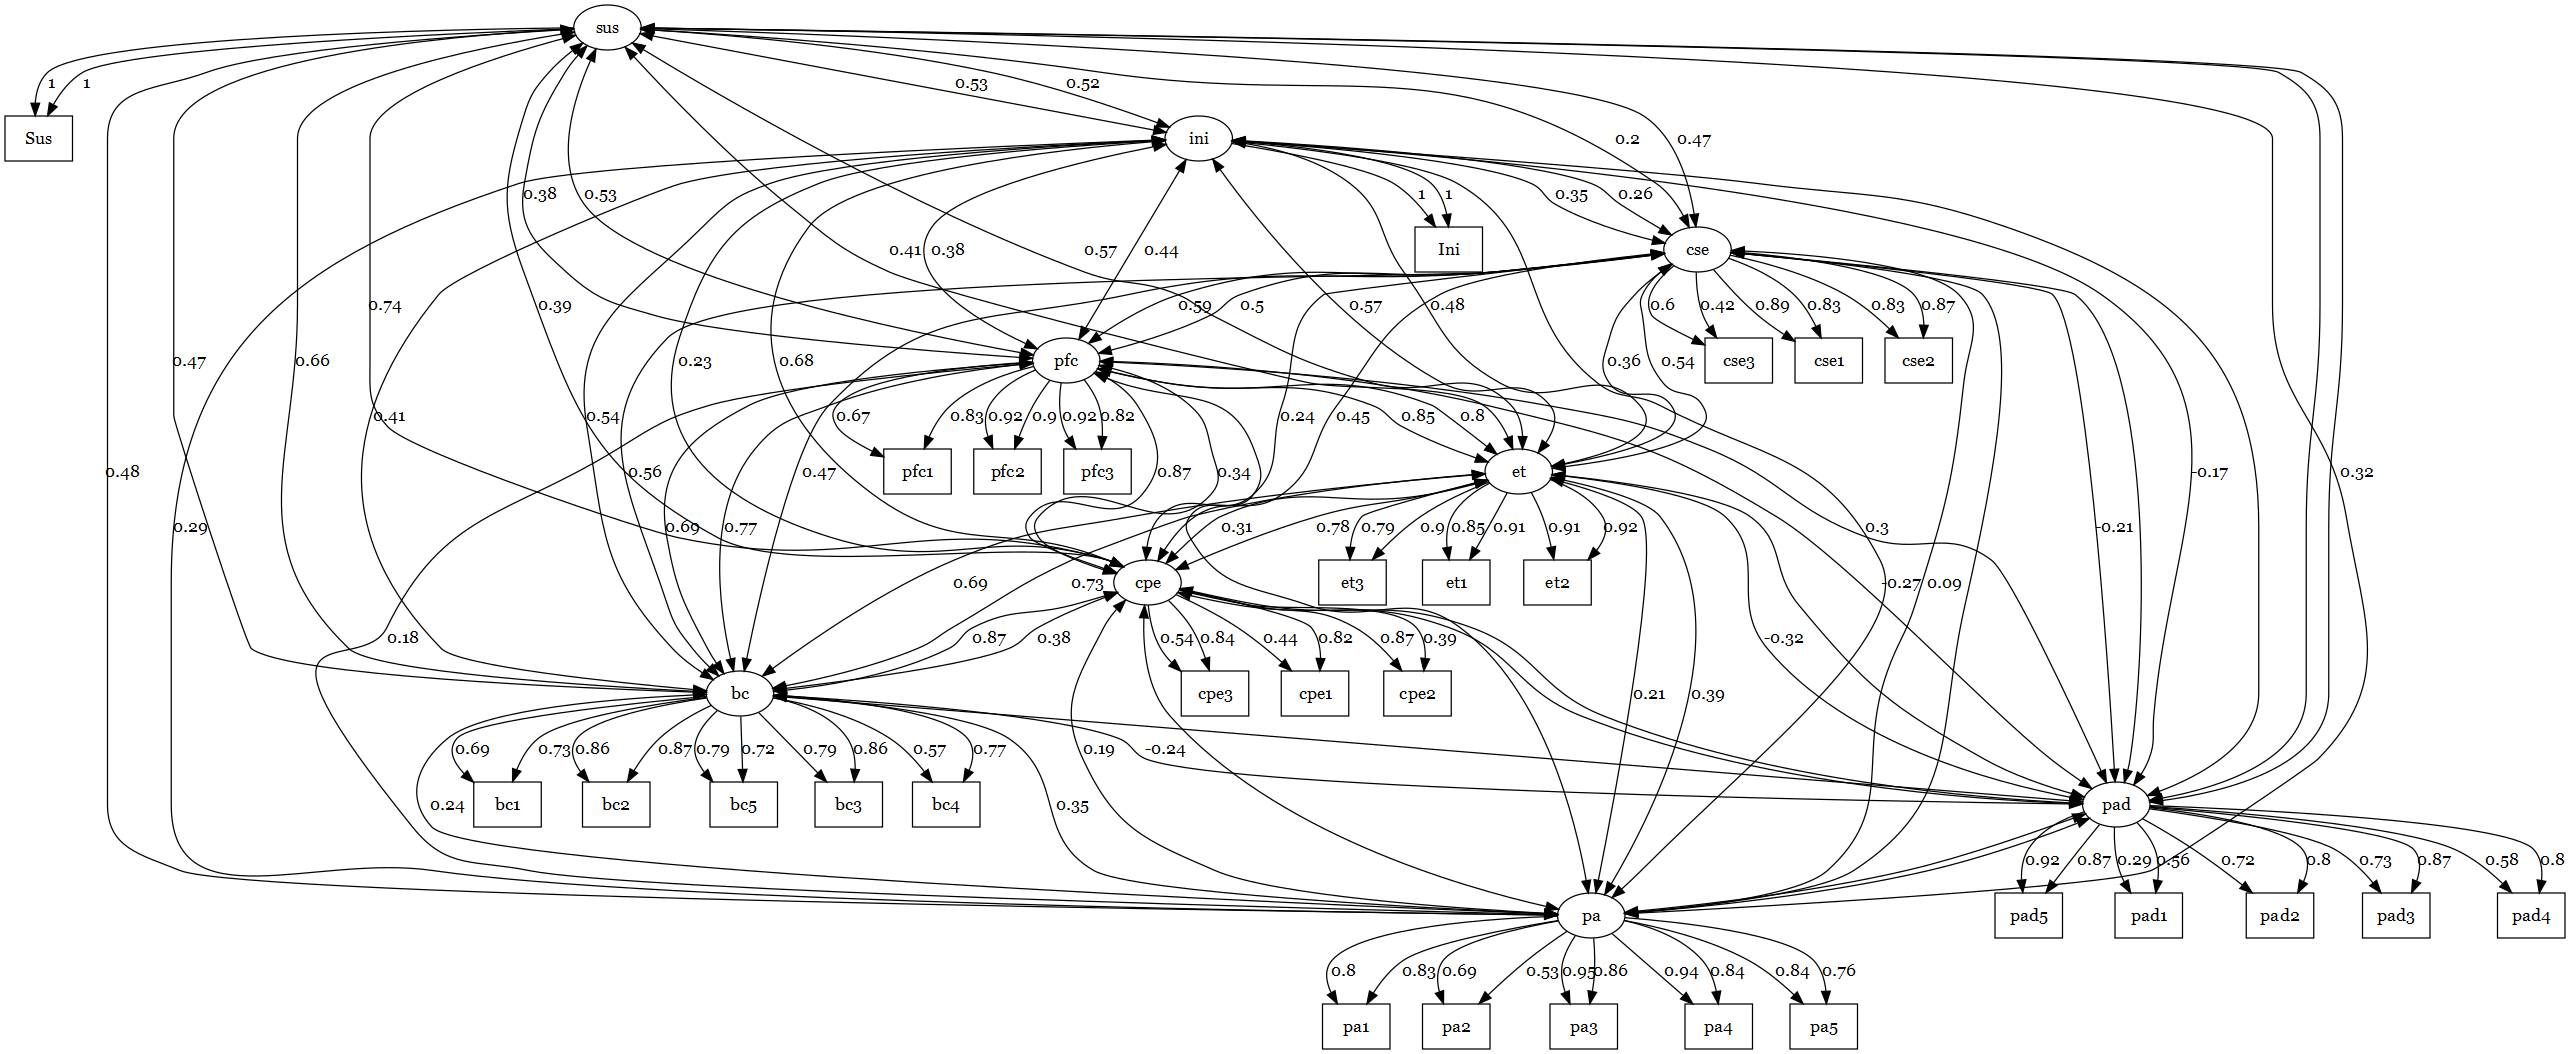 sus
1 1 0.53 0.52
Sus ini 0.2 0.47
0.38 0.53 0.41 0.38 0.57 0.44 1 1 0.35 0.26
Ini cse
0.74 0.39 0.59 0.5 0.57 0.48 0.6 0.42 0.89 0.83 0.83 0.87
0.47 0.66 0.23 0.68 pfc 0.36 0.54 cse3 cse1 cse2
0.41 0.54 0.67 0.83 0.92 0.9 0.92 0.82 0.24 0.45 0.85 0.8
0.48 0.56 0.47 pfc1 pfc2 pfc3 0.87 0.34 et -0.17 0.32
0.29 0.69 0.77 0.31 0.78 0.79 0.9 0.85 0.91 0.91 0.92 0.3 -0.21
0.69 0.73 cpe et3 et1 et2 -0.27 0.09
0.18 0.87 0.38 0.54 0.84 0.44 0.82 0.87 0.39 -0.32
bc cpe3 cpe1 cpe2 0.21 0.39
0.69 0.73 0.86 0.87 0.79 0.72 0.79 0.86 0.57 0.77 0.19 -0.24
0.24 bc1 bc2 bc5 bc3 bc4 0.35 pad
0.92 0.87 0.29 0.56 0.72 0.8 0.73 0.87 0.58 0.8
pa pad5 pad1 pad2 pad3 pad4
0.8 0.83 0.69 0.53 0.95 0.86 0.94 0.84 0.84 0.76
pa1 pa2 pa3 pa4 pa5